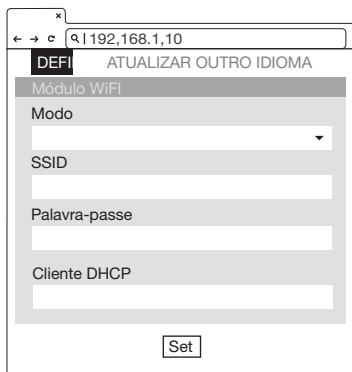 192,168.1,10
DEFI ATUALIZAR OUTRO IDIOMA
Módulo WiFI
Modo
SSID
Palavra-passe
Cliente DHCP
Set